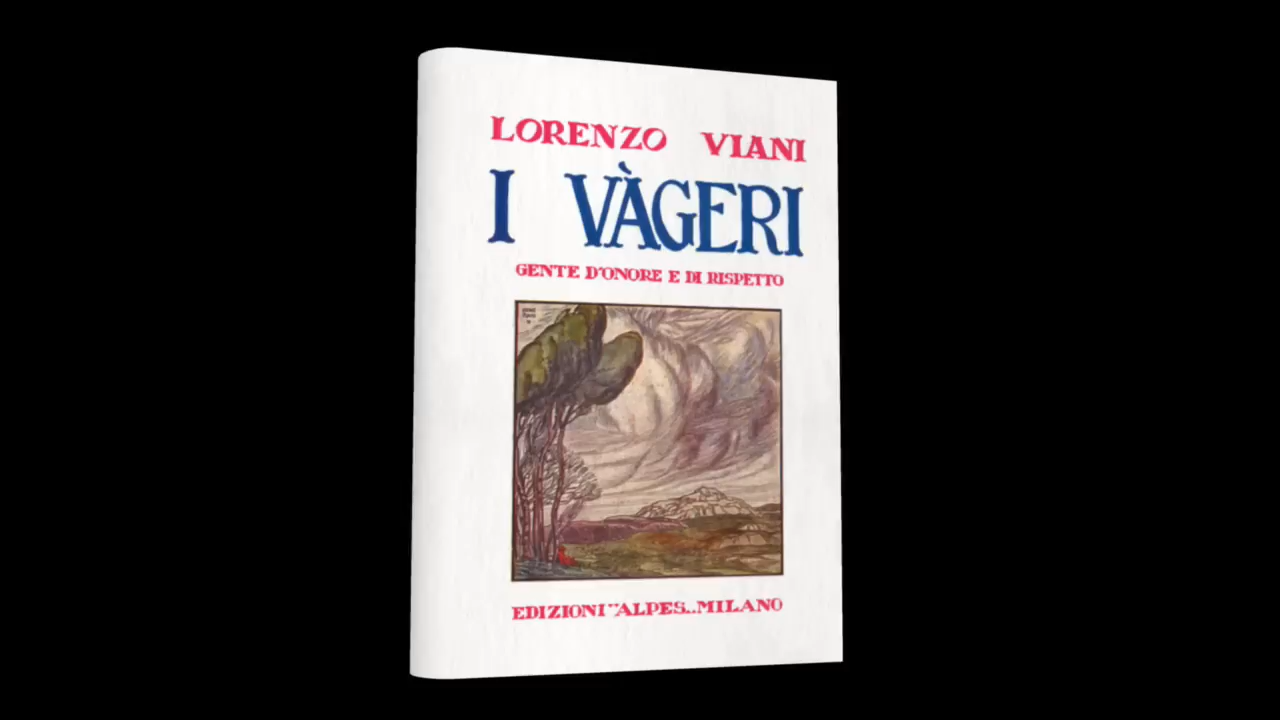 LORENZO VIANI
I VÀGERI
GENTE D'ONORE E DI RISPETTO
EDIZIONI "ALPES„ MILANO